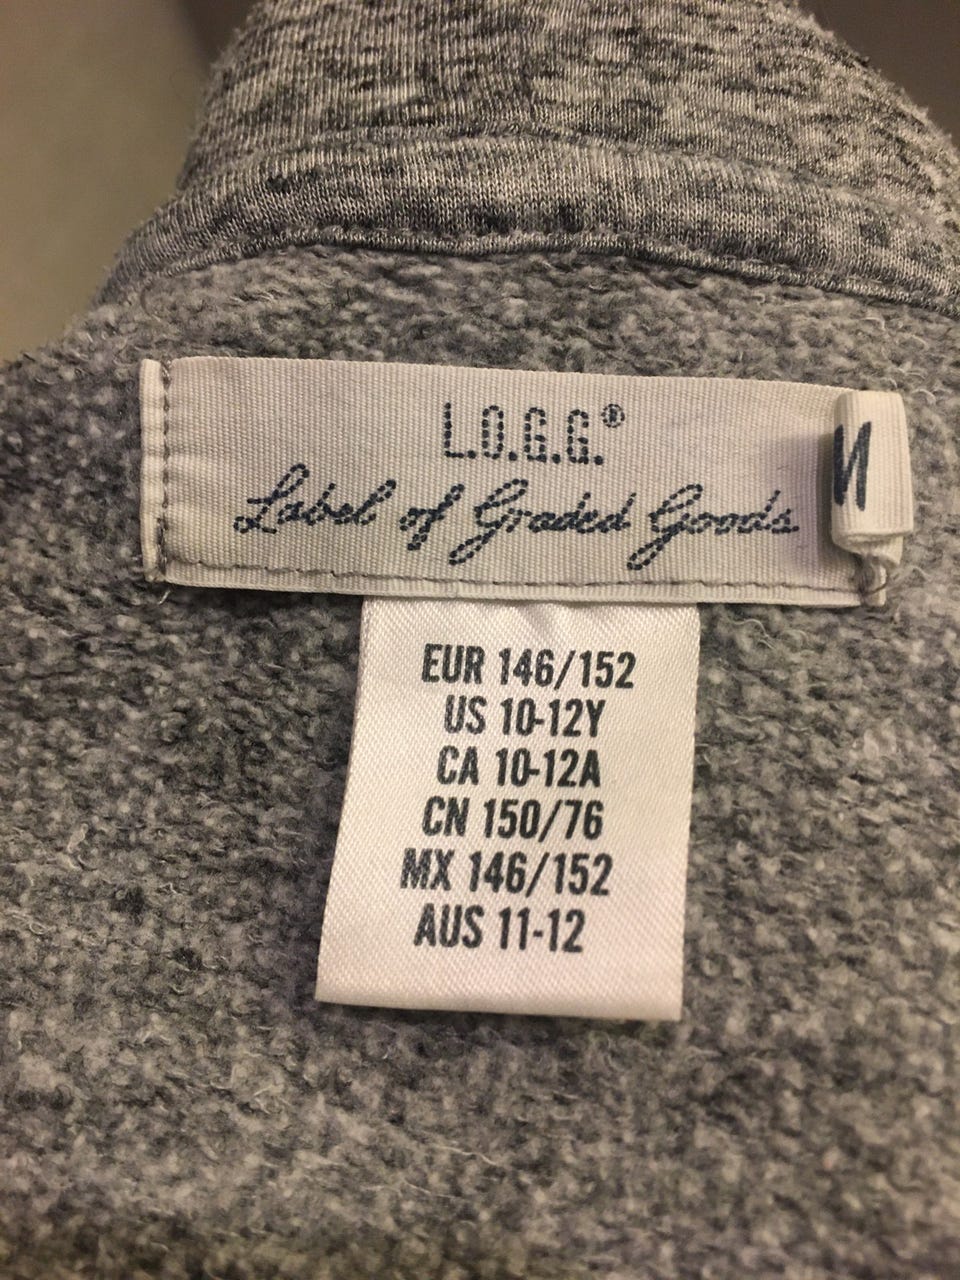 L.O.G.G.®
Label of Graded Goods
EUR 146/152
US 10-12Y
CA 10-12A
CN 150/76
MX 146/152
AUS 11-12